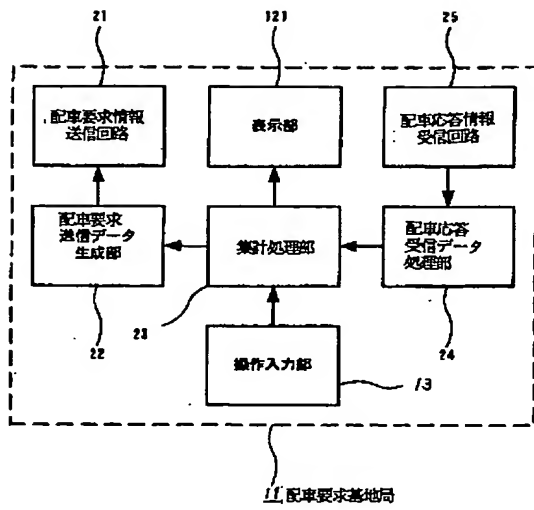 21
121
25
配車要求情報
送信回路
表示部
配車応答情報
受信回路
配車要求
送信データ
生成部
集計処理部
配車応答
受信データ
処理部
22
23
24
操作入力部
13
11 配車要求基地局